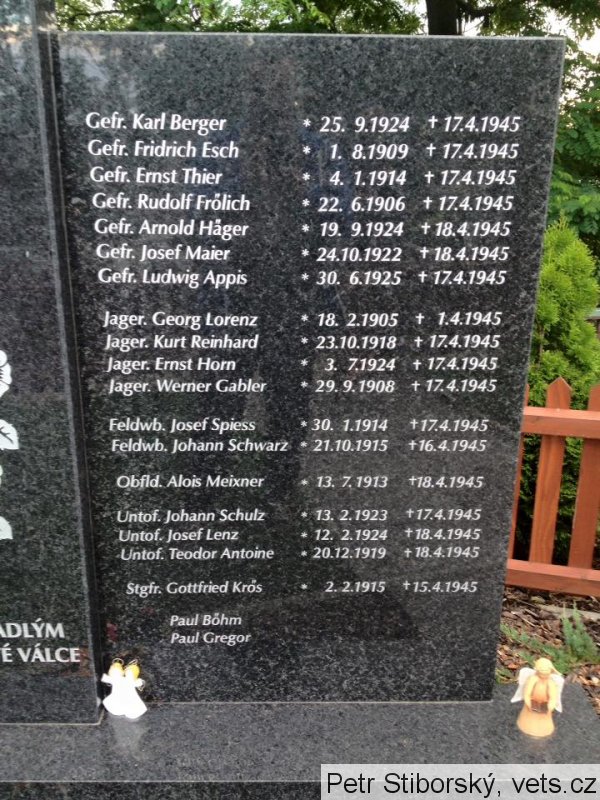 Gefr. Karl Berger * 25. 9.1924 † 17.4.1945
Gefr. Fridrich Esch * 1. 8.1909 † 17.4.1945
Gefr. Ernst Thier * 4. 1.1914 † 17.4.1945
Gefr. Rudolf Frőlich * 22. 6.1906 † 17.4.1945
Gefr. Arnold Håger * 19. 9.1924 † 18.4.1945
Gefr. Josef Maier * 24.10.1922 † 18.4.1945
Gefr. Ludwig Appis * 30. 6.1925 † 17.4.1945
Jager. Georg Lorenz * 18. 2.1905 † 1.4.1945
Jager. Kurt Reinhard * 23.10.1918 † 17.4.1945
Jager. Ernst Horn * 3. 7.1924 † 17.4.1945
Jager. Werner Gabler * 29. 9.1908 † 17.4.1945
Feldwb. Josef Spiess * 30. 1.1914 †17.4.1945
Feldwb. Johann Schwarz * 21.10.1915 †16.4.1945
Obfld. Alois Meixner * 13. 7.1913 †18.4.1945
Untof. Johann Schulz * 13. 2.1923 †17.4.1945
Untof. Josef Lenz * 12. 2.1924 †18.4.1945
Untof. Teodor Antoine * 20.12.1919 †18.4.1945
Stgfr. Gottfried Krős * 2. 2.1915 †15.4.1945
Paul Bőhm
Paul Gregor
ADLÝM
É VÁLCE
Petr Stiborský, vets.cz